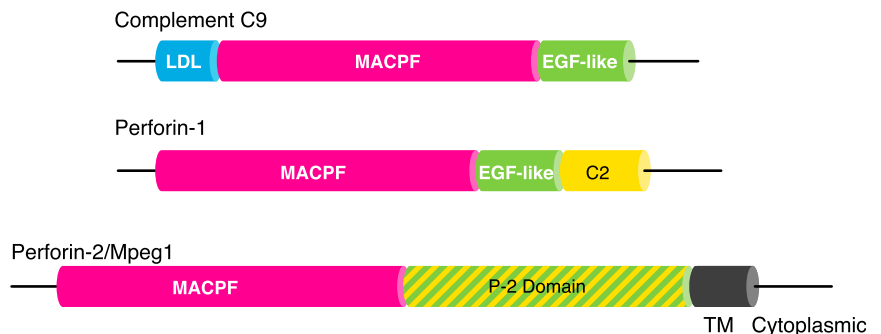 Complement C9
LDL MACPF EGF-like
Perforin-1
MACPF EGF-like C2
Perforin-2/Mpeg1
MACPF P-2 Domain
TM Cytoplasmic